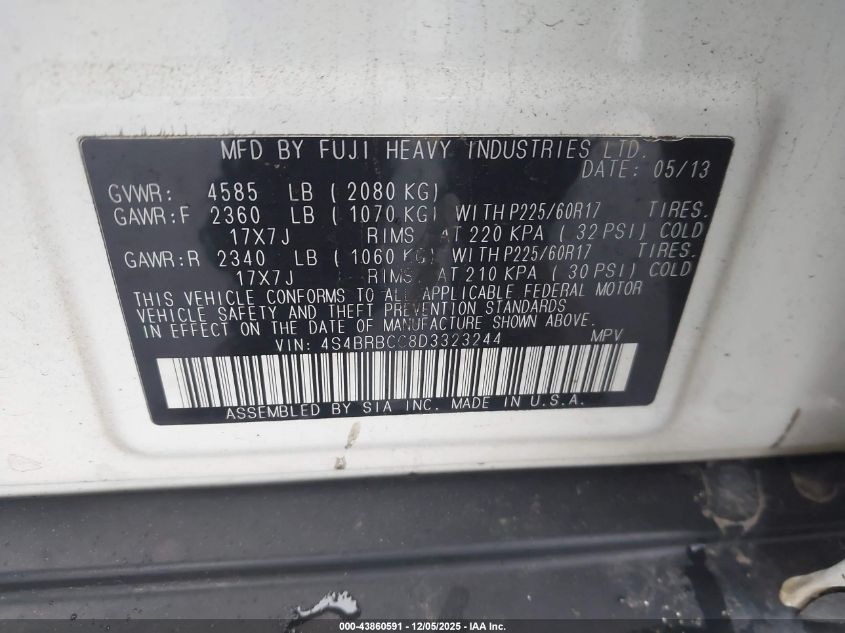 MFD BY FUJI HEAVY INDUSTRIES LTD.
DATE: 05/13
GVWR: 4585 LB (2080 KG)
GAWR:F 2360 LB (1070 KG) WITH P225/60R17 TIRES.
17X7J RIMS AT 220 KPA (32 PSI) COLD
GAWR:R 2340 LB (1060 KG) WITH P225/60R17 TIRES.
17X7J RIMS AT 210 KPA (30 PSI) COLD
THIS VEHICLE CONFORMS TO ALL APPLICABLE FEDERAL MOTOR
VEHICLE SAFETY AND THEFT PREVENTION STANDARDS
IN EFFECT ON THE DATE OF MANUFACTURE SHOWN ABOVE.
VIN: 4S4BRBCC8D3323244 MPV
ASSEMBLED BY SIA INC. MADE IN U.S.A.
000-43860591 - 12/05/2025 - IAA Inc.